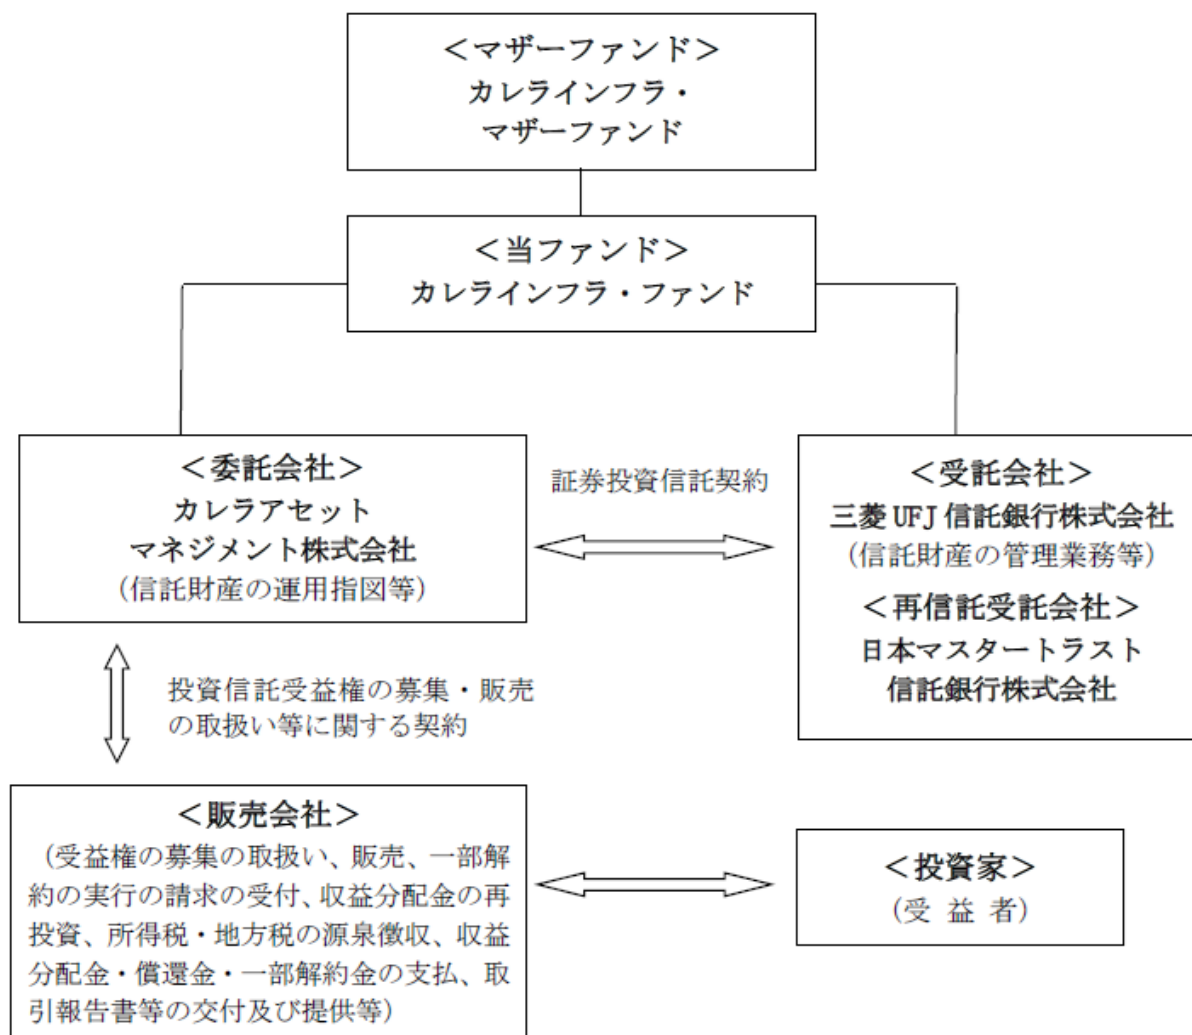 ＜マザーファンド＞
カレラインフラ・
マザーファンド
＜当ファンド＞
カレラインフラ・ファンド
＜委託会社＞
カレラアセット
マネジメント株式会社
（信託財産の運用指図等）
証券投資信託契約
＜受託会社＞
三菱UFJ信託銀行株式会社
（信託財産の管理業務等）
＜再信託受託会社＞
日本マスタートラスト
信託銀行株式会社
投資信託受益権の募集・販売
の取扱い等に関する契約
＜販売会社＞
（受益権の募集の取扱い、販売、一部解
約の実行の請求の受付、収益分配金の再
投資、所得税・地方税の源泉徴収、収益
分配金・償還金・一部解約金の支払、取
引報告書等の交付及び提供等）
＜投資家＞
（受 益 者）